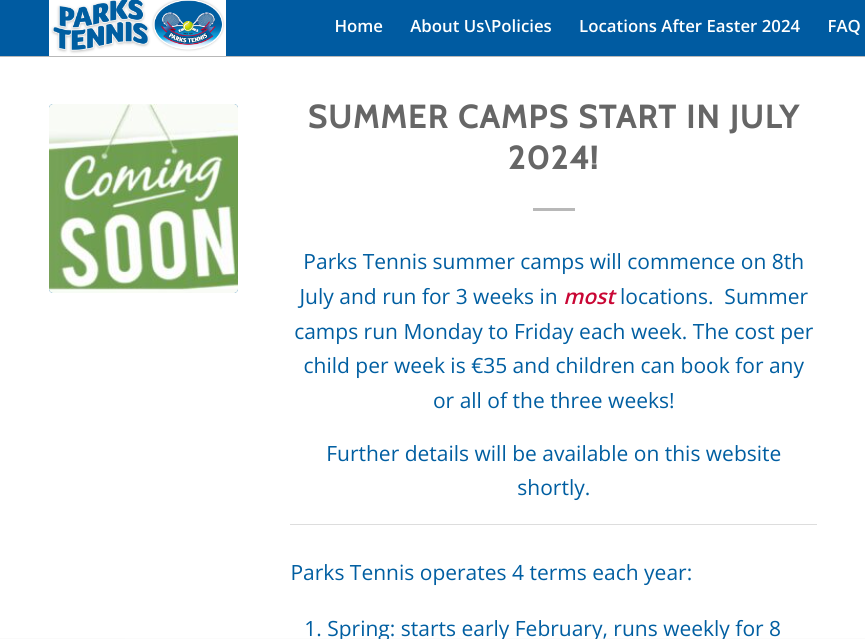 PARKS
TENNIS
PARKS TENNIS
Home About Us\Policies Locations After Easter 2024 FAQ
Coming
SOON
SUMMER CAMPS START IN JULY
2024!
Parks Tennis summer camps will commence on 8th
July and run for 3 weeks in most locations. Summer
camps run Monday to Friday each week. The cost per
child per week is €35 and children can book for any
or all of the three weeks!
Further details will be available on this website
shortly.
Parks Tennis operates 4 terms each year:
1. Spring: starts early February, runs weekly for 8